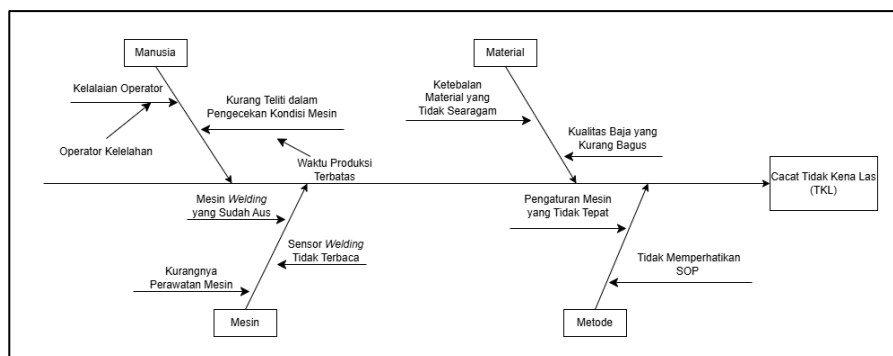 Manusia
Material
Kelalaian Operator
Kurang Teliti dalam
Pengecekan Kondisi Mesin
Operator Kelelahan
Waktu Produksi
Terbatas
Ketebalan
Material yang
Tidak Searagam
Kualitas Baja yang
Kurang Bagus
Cacat Tidak Kena Las
(TKL)
Mesin Welding
yang Sudah Aus
Sensor Welding
Tidak Terbaca
Kurangnya
Perawatan Mesin
Pengaturan Mesin
yang Tidak Tepat
Tidak Memperhatikan
SOP
Mesin
Metode